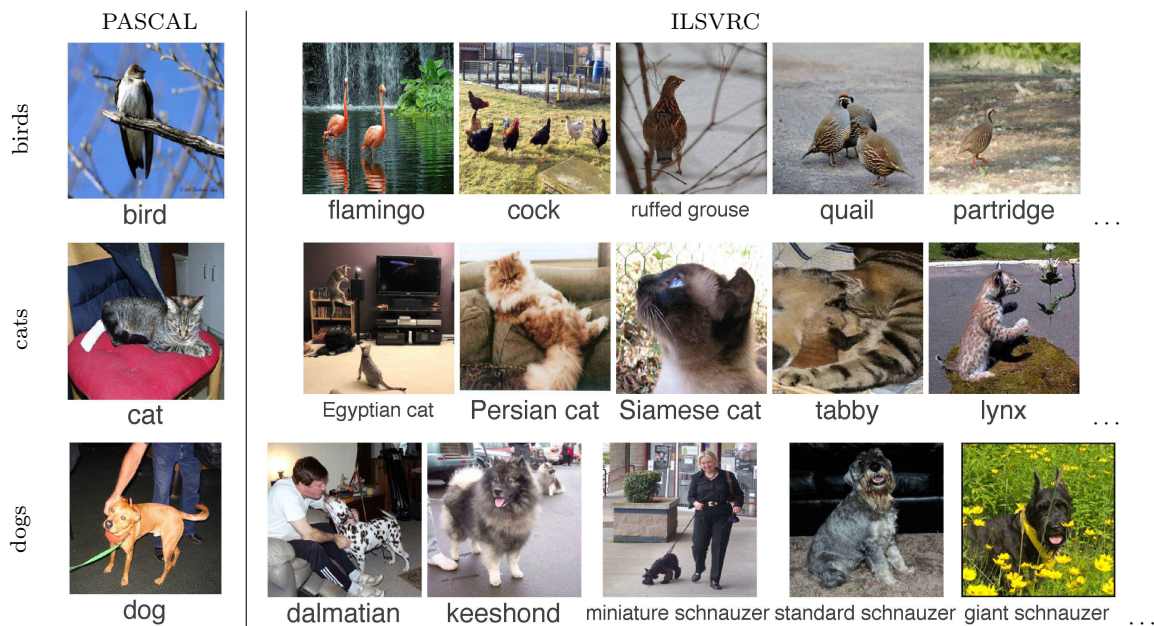 PASCAL
ILSVRC
birds
bird
flamingo
cock
ruffed grouse
quail
partridge
...
cats
cat
Egyptian cat
Persian cat
Siamese cat
tabby
lynx
...
dogs
dog
dalmatian
keeshond
miniature schnauzer
standard schnauzer
giant schnauzer
...